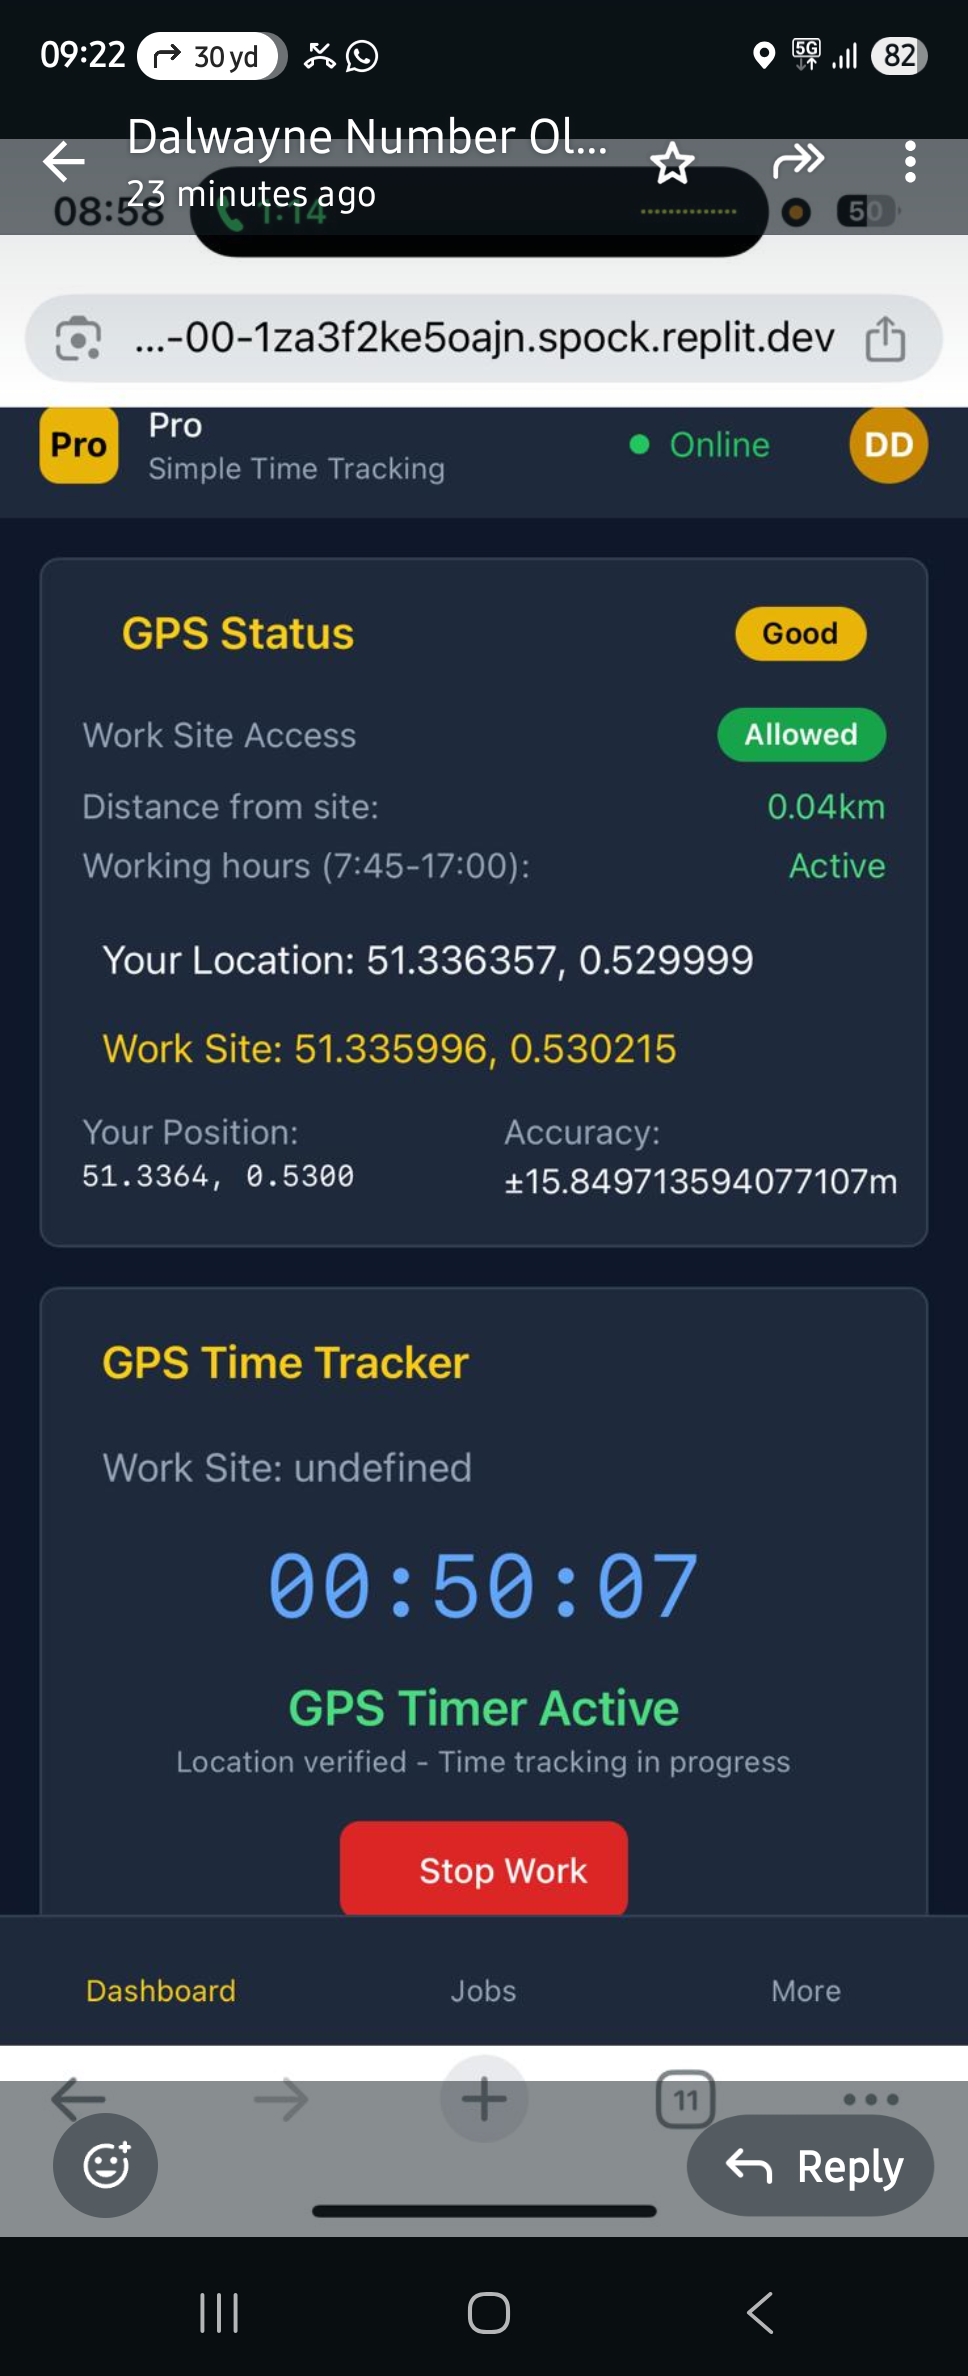 09:22
30 yd
5G
82
Dalwayne Number Ol...
23 minutes ago
08:58
1:14
50
...-00-1za3f2ke5oajn.spock.replit.dev
Pro
Pro
Simple Time Tracking
Online
DD
GPS Status
Good
Work Site Access
Allowed
Distance from site:
0.04km
Working hours (7:45-17:00):
Active
Your Location: 51.336357, 0.529999
Work Site: 51.335996, 0.530215
Your Position:
51.3364, 0.5300
Accuracy:
±15.849713594077107m
GPS Time Tracker
Work Site: undefined
00:50:07
GPS Timer Active
Location verified - Time tracking in progress
Stop Work
Dashboard
Jobs
More
11
Reply